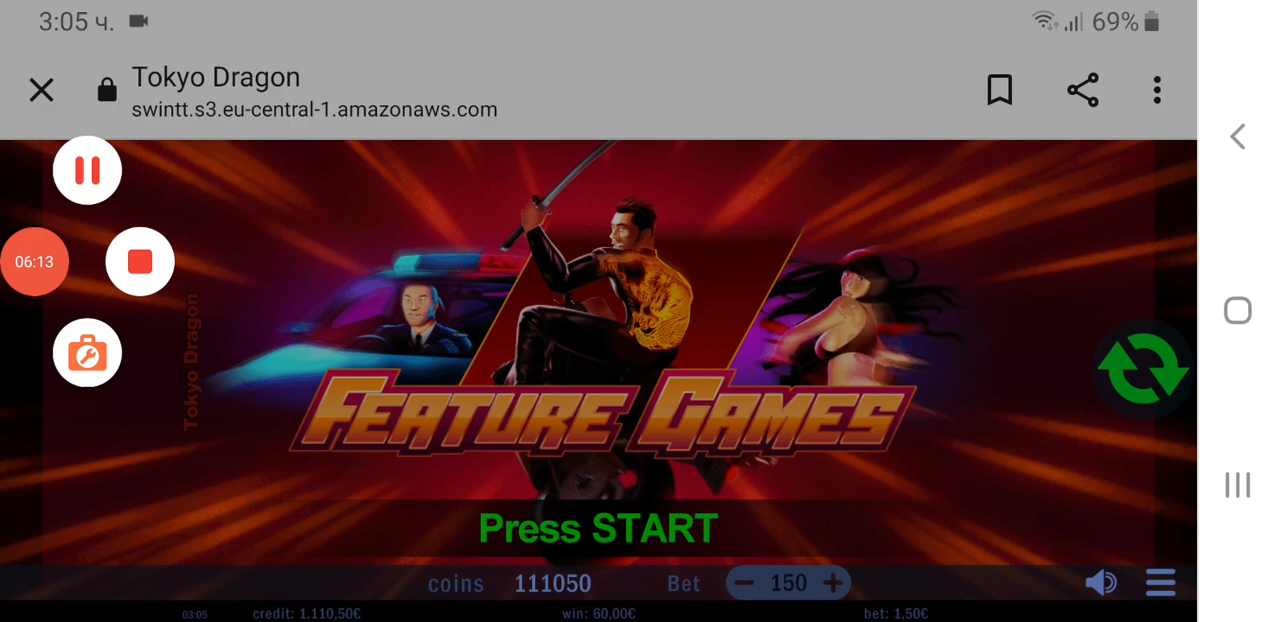 3:05 ч.
69%
Tokyo Dragon
swintt.s3.eu-central-1.amazonaws.com
06:13
Tokyo Dragon
FEATURE GAMES
Press START
coins 111050 Bet − 150 +
03:05 credit: 1.110,50€ win: 60,00€ bet: 1,50€